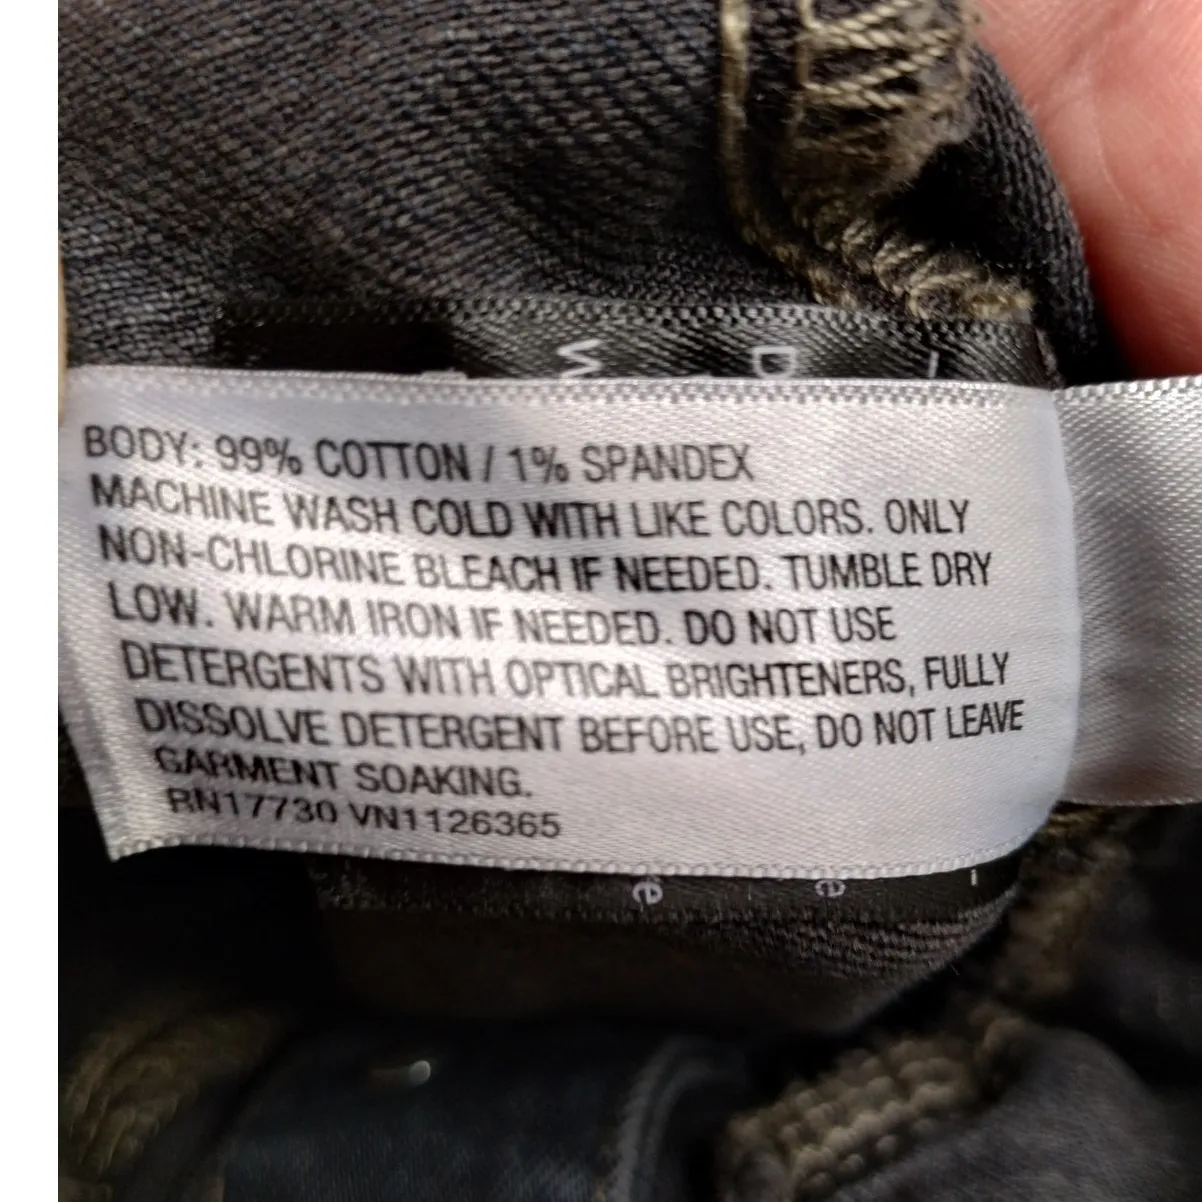 BODY: 99% COTTON / 1% SPANDEX
MACHINE WASH COLD WITH LIKE COLORS. ONLY
NON-CHLORINE BLEACH IF NEEDED. TUMBLE DRY
LOW. WARM IRON IF NEEDED. DO NOT USE
DETERGENTS WITH OPTICAL BRIGHTENERS, FULLY
DISSOLVE DETERGENT BEFORE USE, DO NOT LEAVE
GARMENT SOAKING.
RN17730 VN1126365